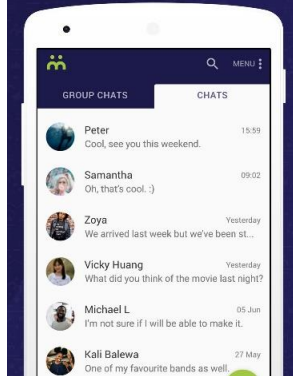 MENU
GROUP CHATS
CHATS
Peter
15:59
Cool, see you this weekend.
Samantha
09:02
Oh, that's cool. :}
Zoya
Yesterday
We arrived last week but we've been st...
Vicky Huang
Yesterday
What did you think of the movie last night?
Michael L
05 Jun
I'm not sure if I will be able to make it.
Kali Balewa
27 May
One of my favourite bands as well.